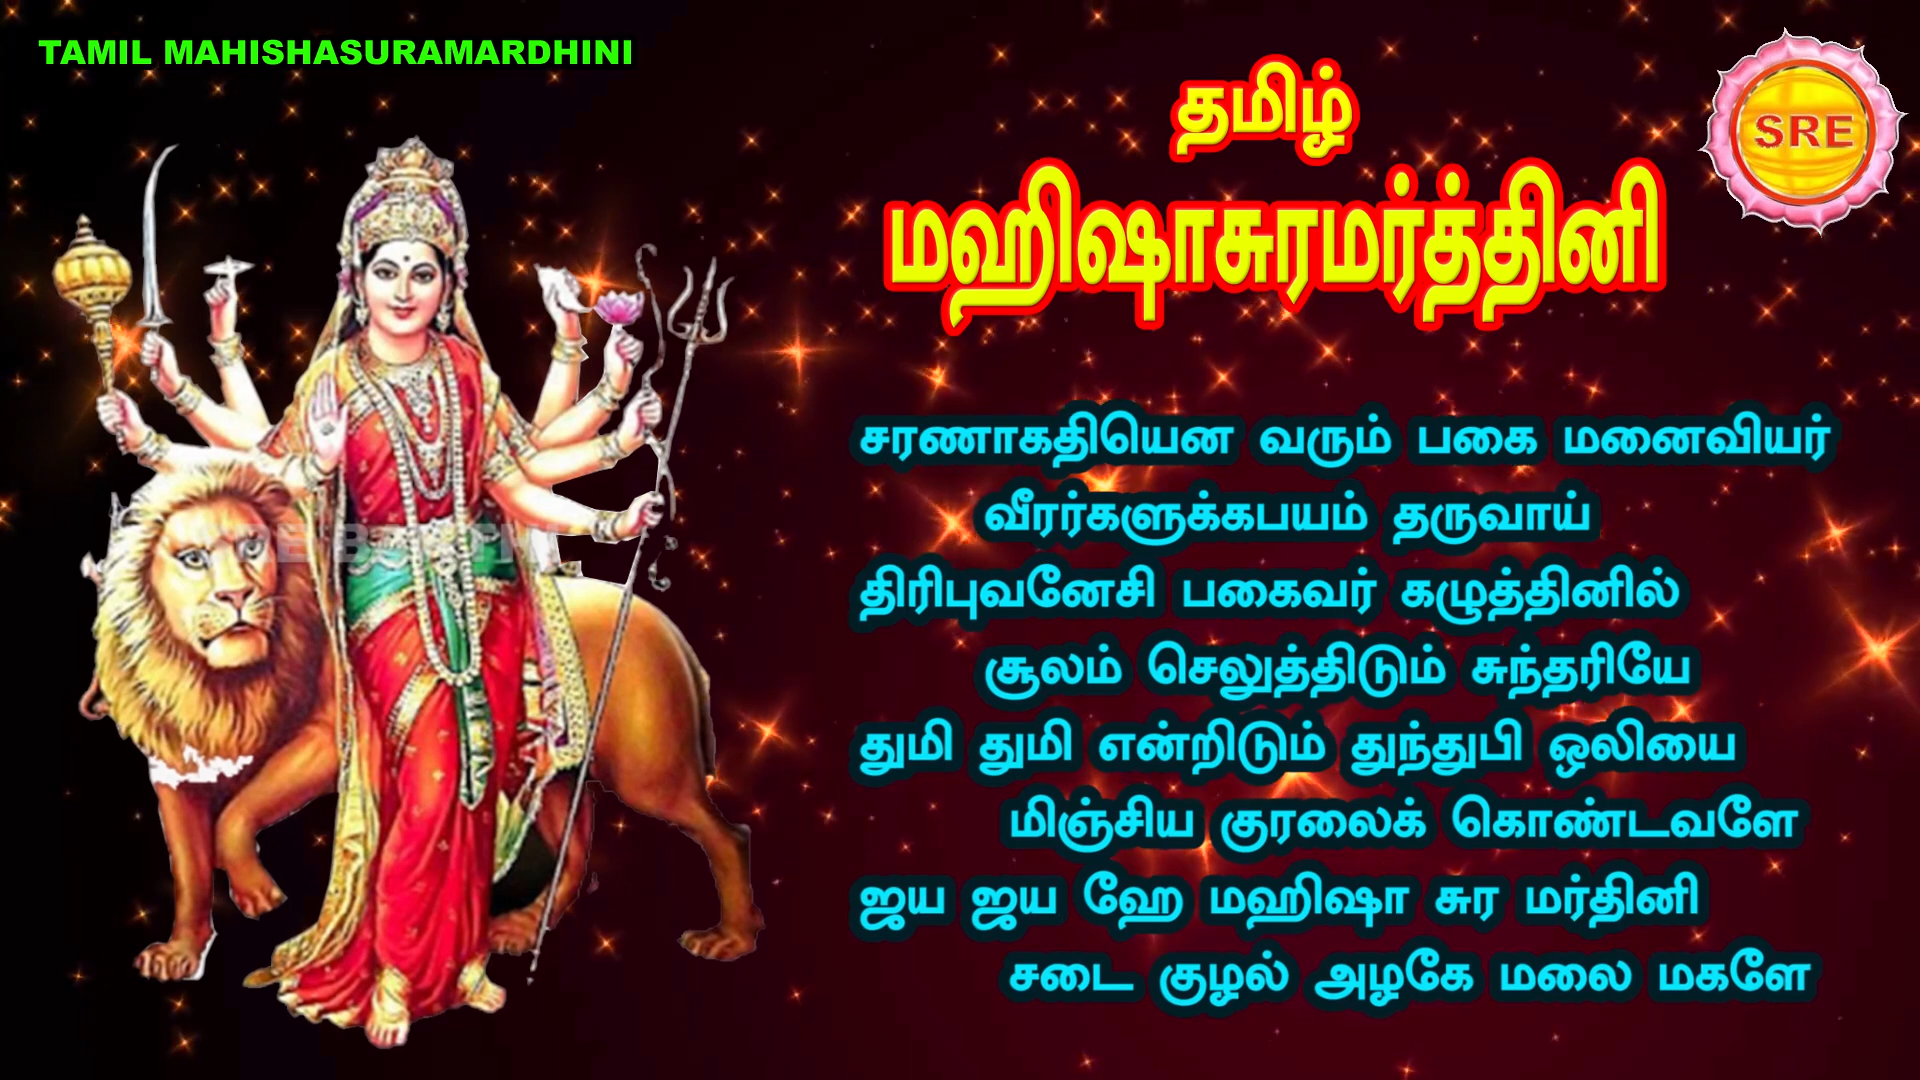 TAMIL MAHISHASURAMARDHINI
தமிழ்
SRE
மஹிஷாசுரமர்த்தினி
சரணாகதியென வரும் பகை மனைவியர்
வீரர்களுக்கபயம் தருவாய்
திரிபுவனேசி பகைவர் கழுத்தினில்
சூலம் செலுத்திடும் சுந்தரியே
துமி துமி என்றிடும் துந்துபி ஒலியை
மிஞ்சிய குரலைக் கொண்டவளே
ஜய ஜய ஹே மஹிஷா சுர மர்தினி
சடை குழல் அழகே மலை மகளே